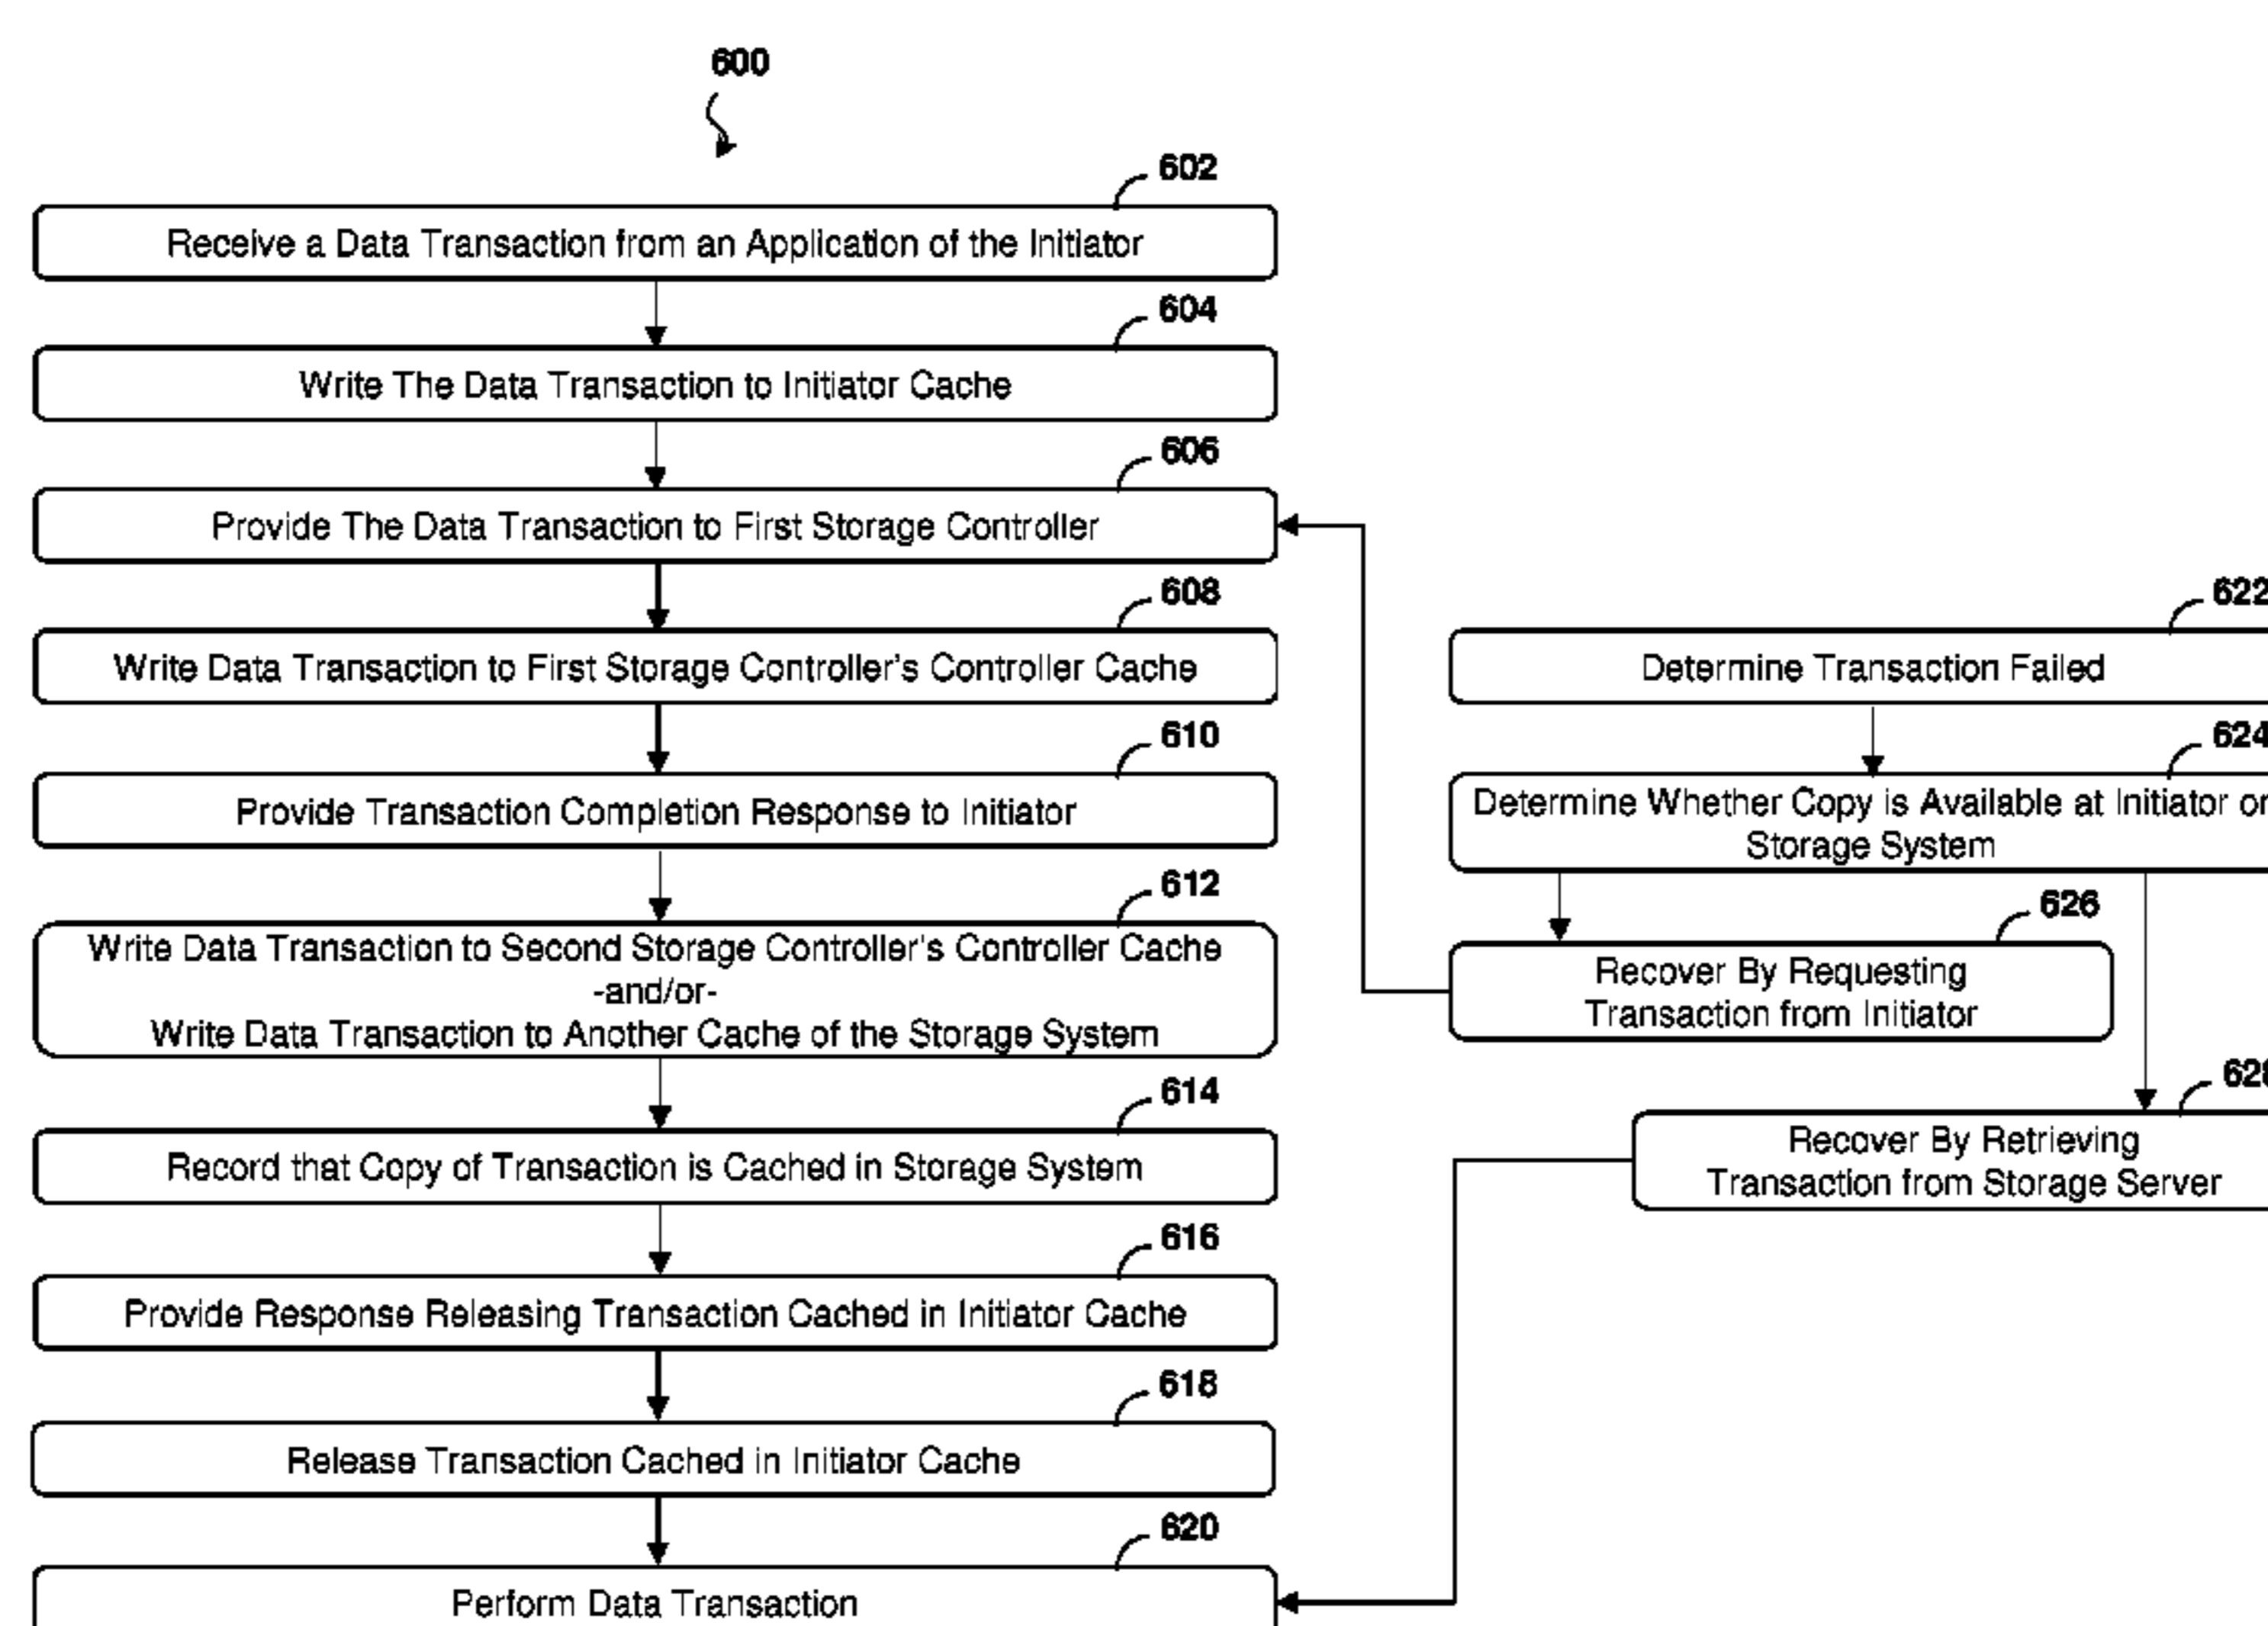 600
602
Receive a Data Transaction from an Application of the Initiator
604
Write The Data Transaction to Initiator Cache
606
Provide The Data Transaction to First Storage Controller
608
Write Data Transaction to First Storage Controller's Controller Cache
610
Provide Transaction Completion Response to Initiator
612
Write Data Transaction to Second Storage Controller's Controller Cache
-and/or-
Write Data Transaction to Another Cache of the Storage System
614
Record that Copy of Transaction is Cached in Storage System
616
Provide Response Releasing Transaction Cached in Initiator Cache
618
Release Transaction Cached in Initiator Cache
620
Perform Data Transaction
622
Determine Transaction Failed
624
Determine Whether Copy is Available at Initiator or
Storage System
626
Recover By Requesting
Transaction from Initiator
628
Recover By Retrieving
Transaction from Storage Server